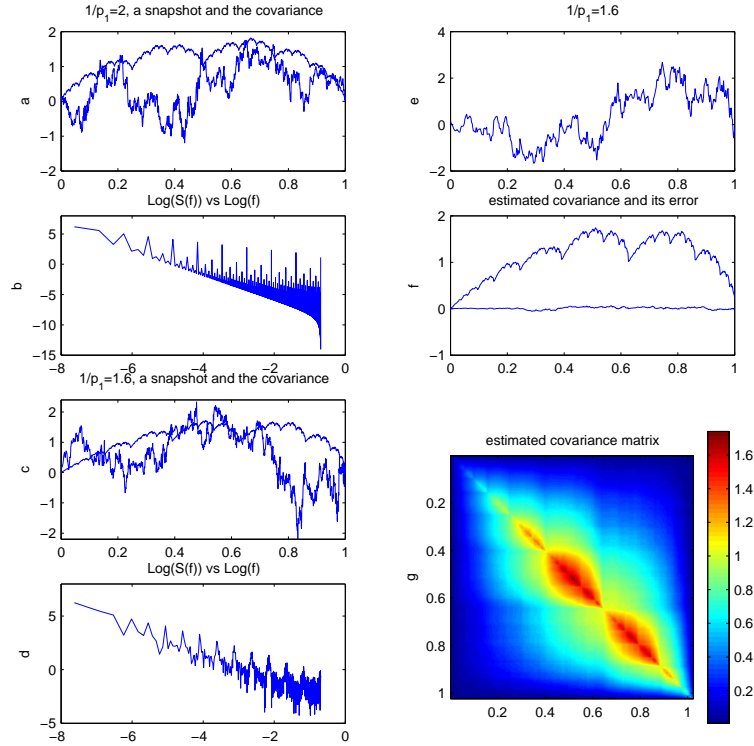 1/p1=2, a snapshot and the covariance
2
1
0
−1
−2
a
0 0.2 0.4 0.6 0.8 1
Log(S(f)) vs Log(f)
5
0
−5
−10
−15
b
−8 −6 −4 −2 0
1/p1=1.6, a snapshot and the covariance
2
1
0
−1
−2
c
0 0.2 0.4 0.6 0.8 1
Log(S(f)) vs Log(f)
5
0
−5
d
−8 −6 −4 −2 0
1/p1=1.6
4
2
0
−2
e
0 0.2 0.4 0.6 0.8 1
estimated covariance and its error
2
1
0
−1
f
0 0.2 0.4 0.6 0.8 1
estimated covariance matrix
0.2
0.4
0.6
0.8
1
g
0.2 0.4 0.6 0.8 1
1.6
1.4
1.2
1
0.8
0.6
0.4
0.2